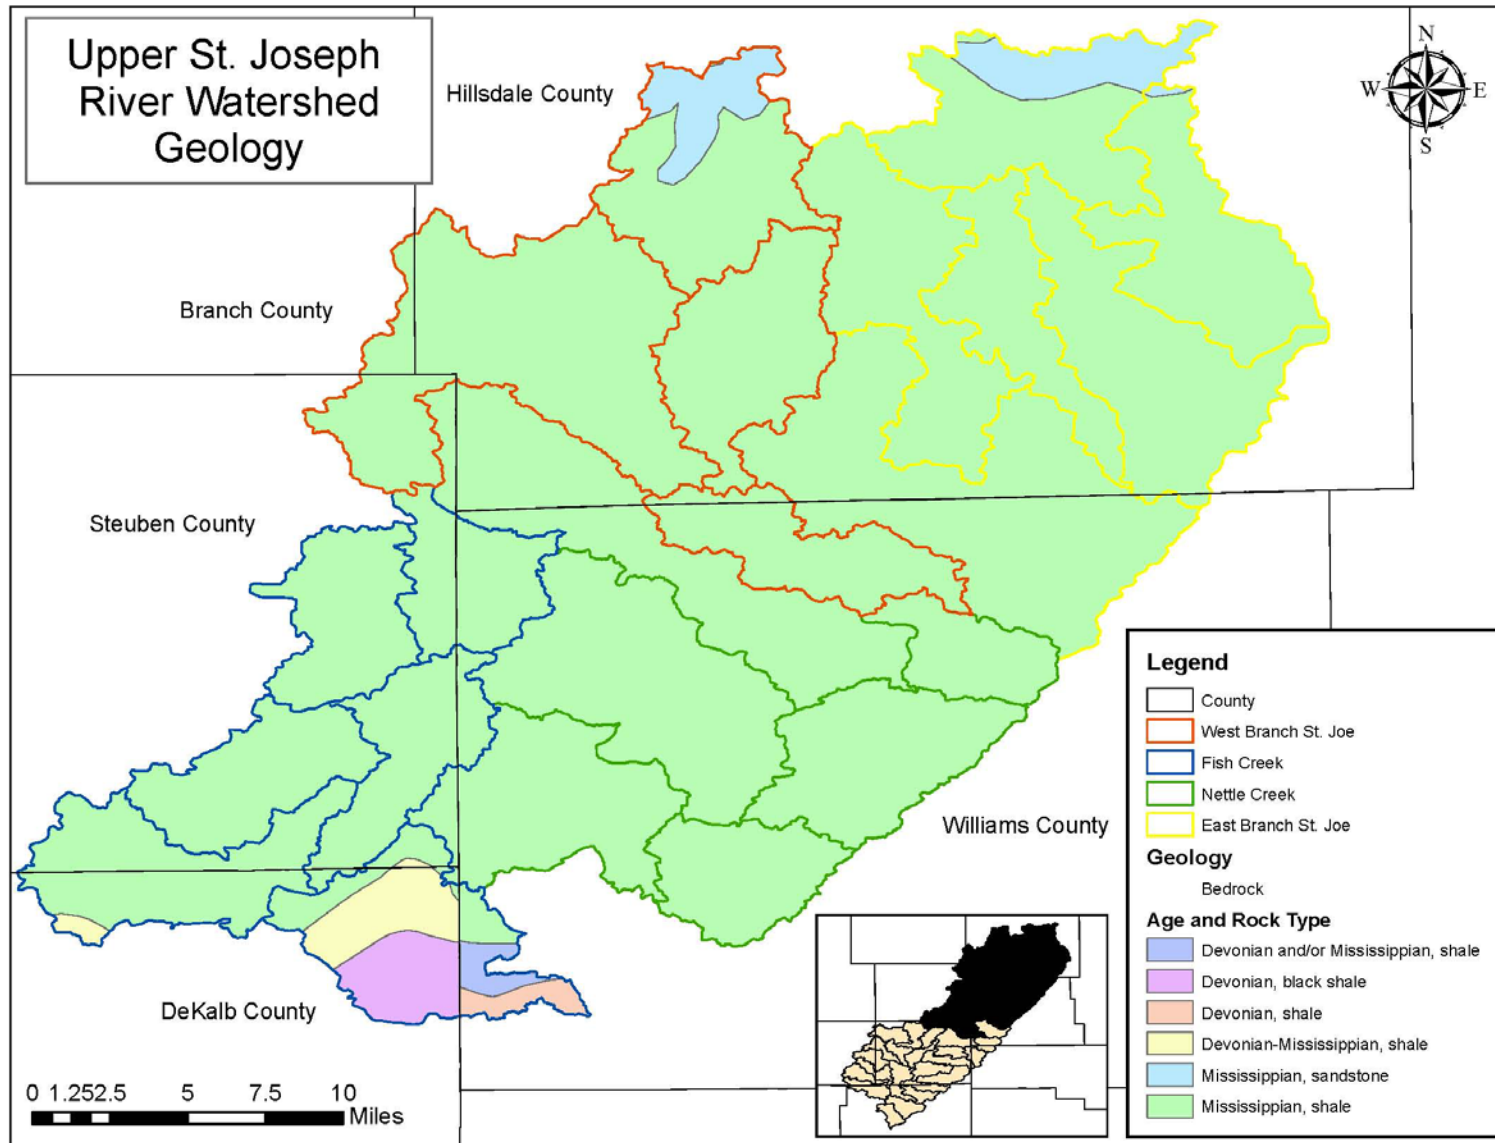 Upper St. Joseph
River Watershed
Geology
Hillsdale County
N
W
E
S
Branch County
Steuben County
Williams County
DeKalb County
0 1.25 2.5 5 7.5 10
Miles
Legend
County
West Branch St. Joe
Fish Creek
Nettle Creek
East Branch St. Joe
Geology
Bedrock
Age and Rock Type
Devonian and/or Mississippian, shale
Devonian, black shale
Devonian, shale
Devonian-Mississippian, shale
Mississippian, sandstone
Mississippian, shale